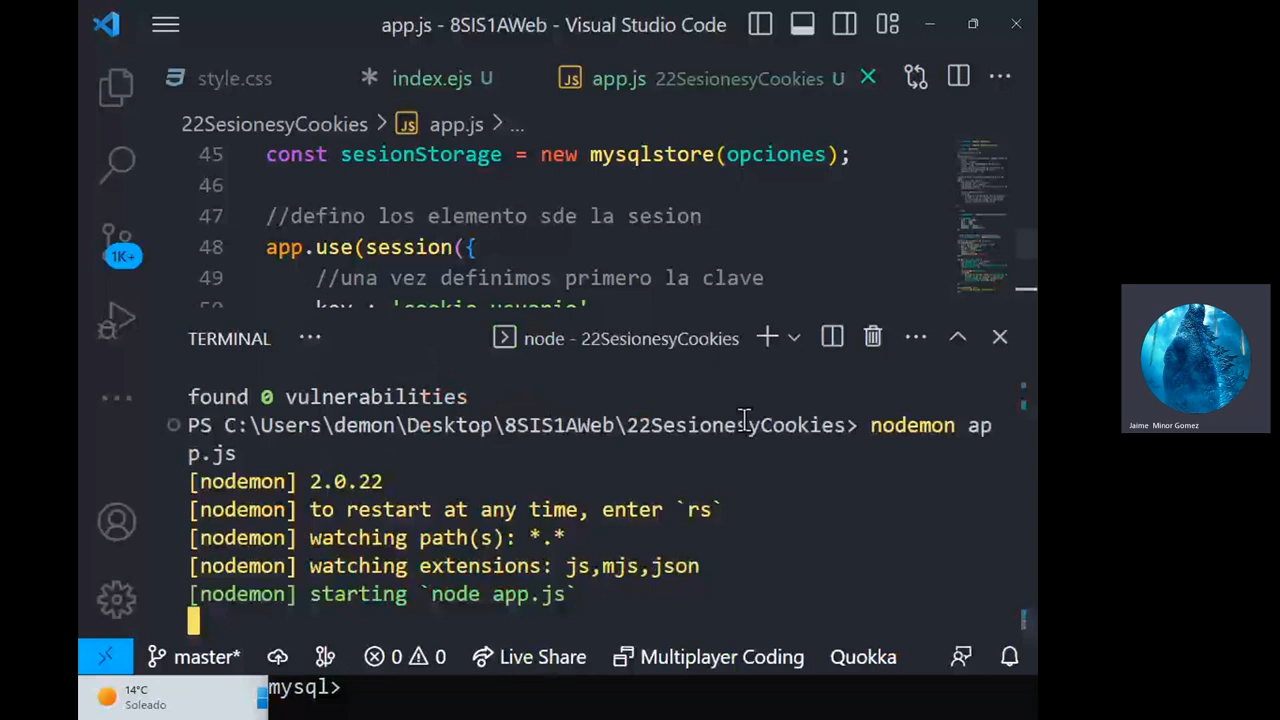 app.js - 8SIS1AWeb - Visual Studio Code
style.css index.ejs U JS app.js 22SesionesyCookies U
22SesionesyCookies > JS app.js > ...
45 const sesionStorage = new mysqlstore(opciones);
46
47 //defino los elemento sde la sesion
48 app.use(session({
49 //una vez definimos primero la clave
50 key : 'cookie_usuario'
1K+
TERMINAL ... node - 22SesionesyCookies
found 0 vulnerabilities
PS C:\Users\demon\Desktop\8SIS1AWeb\22SesionesyCookies> nodemon ap
p.js
[nodemon] 2.0.22
[nodemon] to restart at any time, enter `rs`
[nodemon] watching path(s): *.*
[nodemon] watching extensions: js,mjs,json
[nodemon] starting `node app.js`
master* 0 0 Live Share Multiplayer Coding Quokka
mysql>
14°C
Soleado
Jaime Minor Gomez